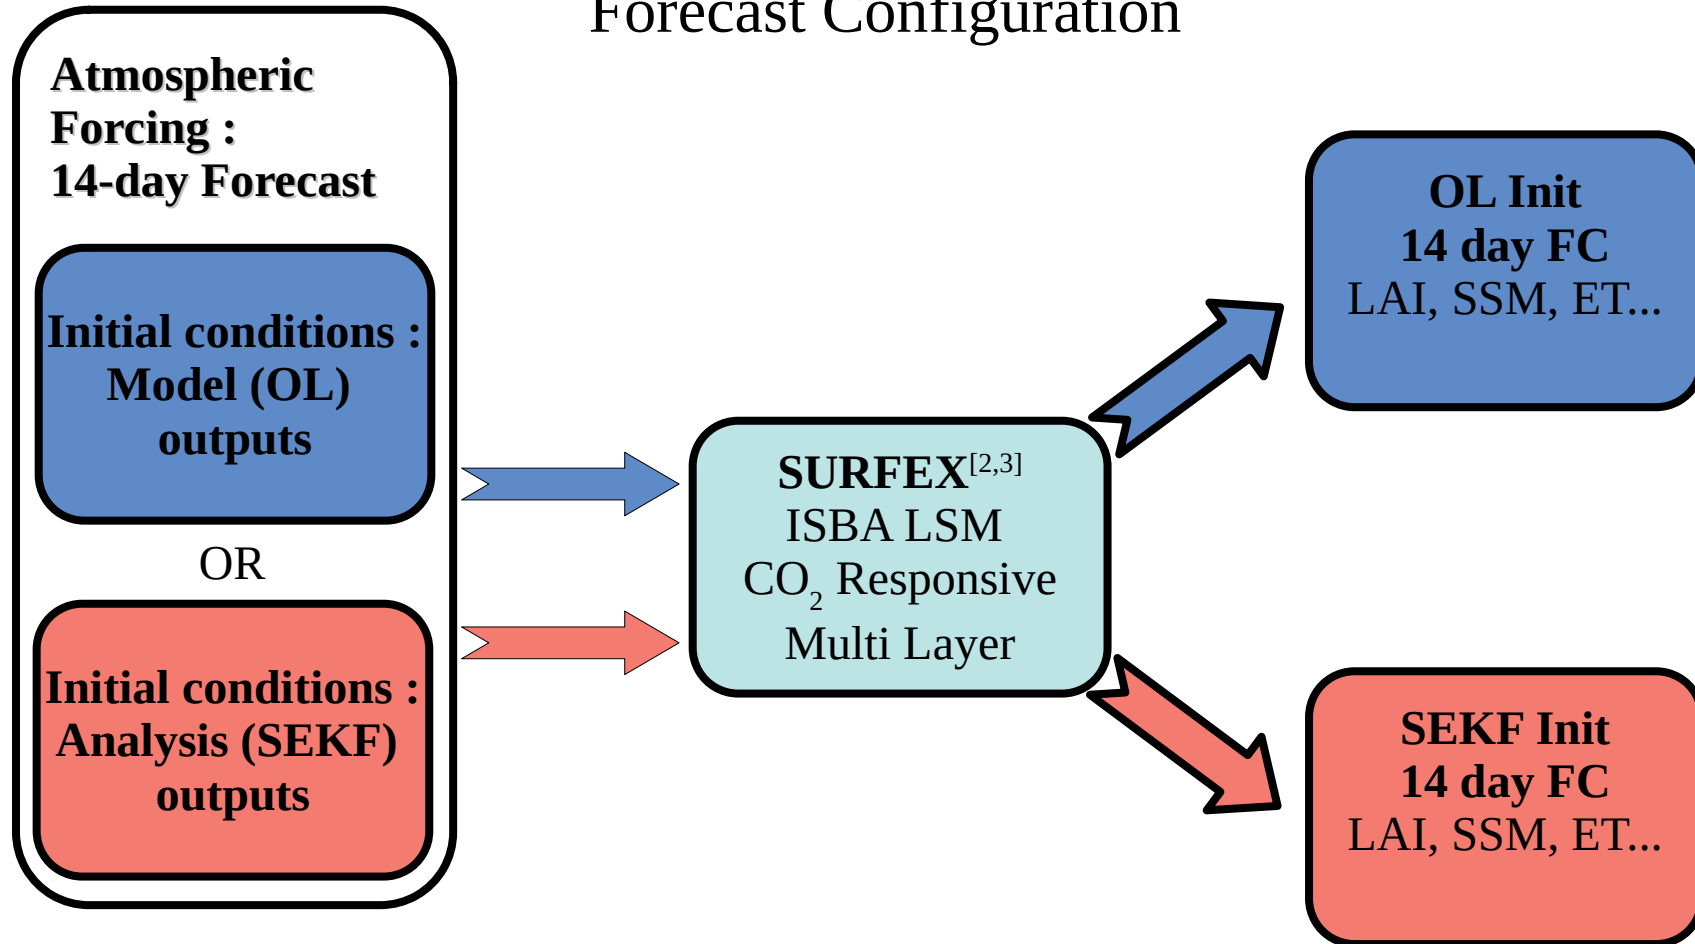 Forecast Configuration
Atmospheric
Forcing :
14-day Forecast
Initial conditions :
Model (OL)
outputs
OR
Initial conditions :
Analysis (SEKF)
outputs
SURFEX[2,3]
ISBA LSM
CO2 Responsive
Multi Layer
OL Init
14 day FC
LAI, SSM, ET...
SEKF Init
14 day FC
LAI, SSM, ET...